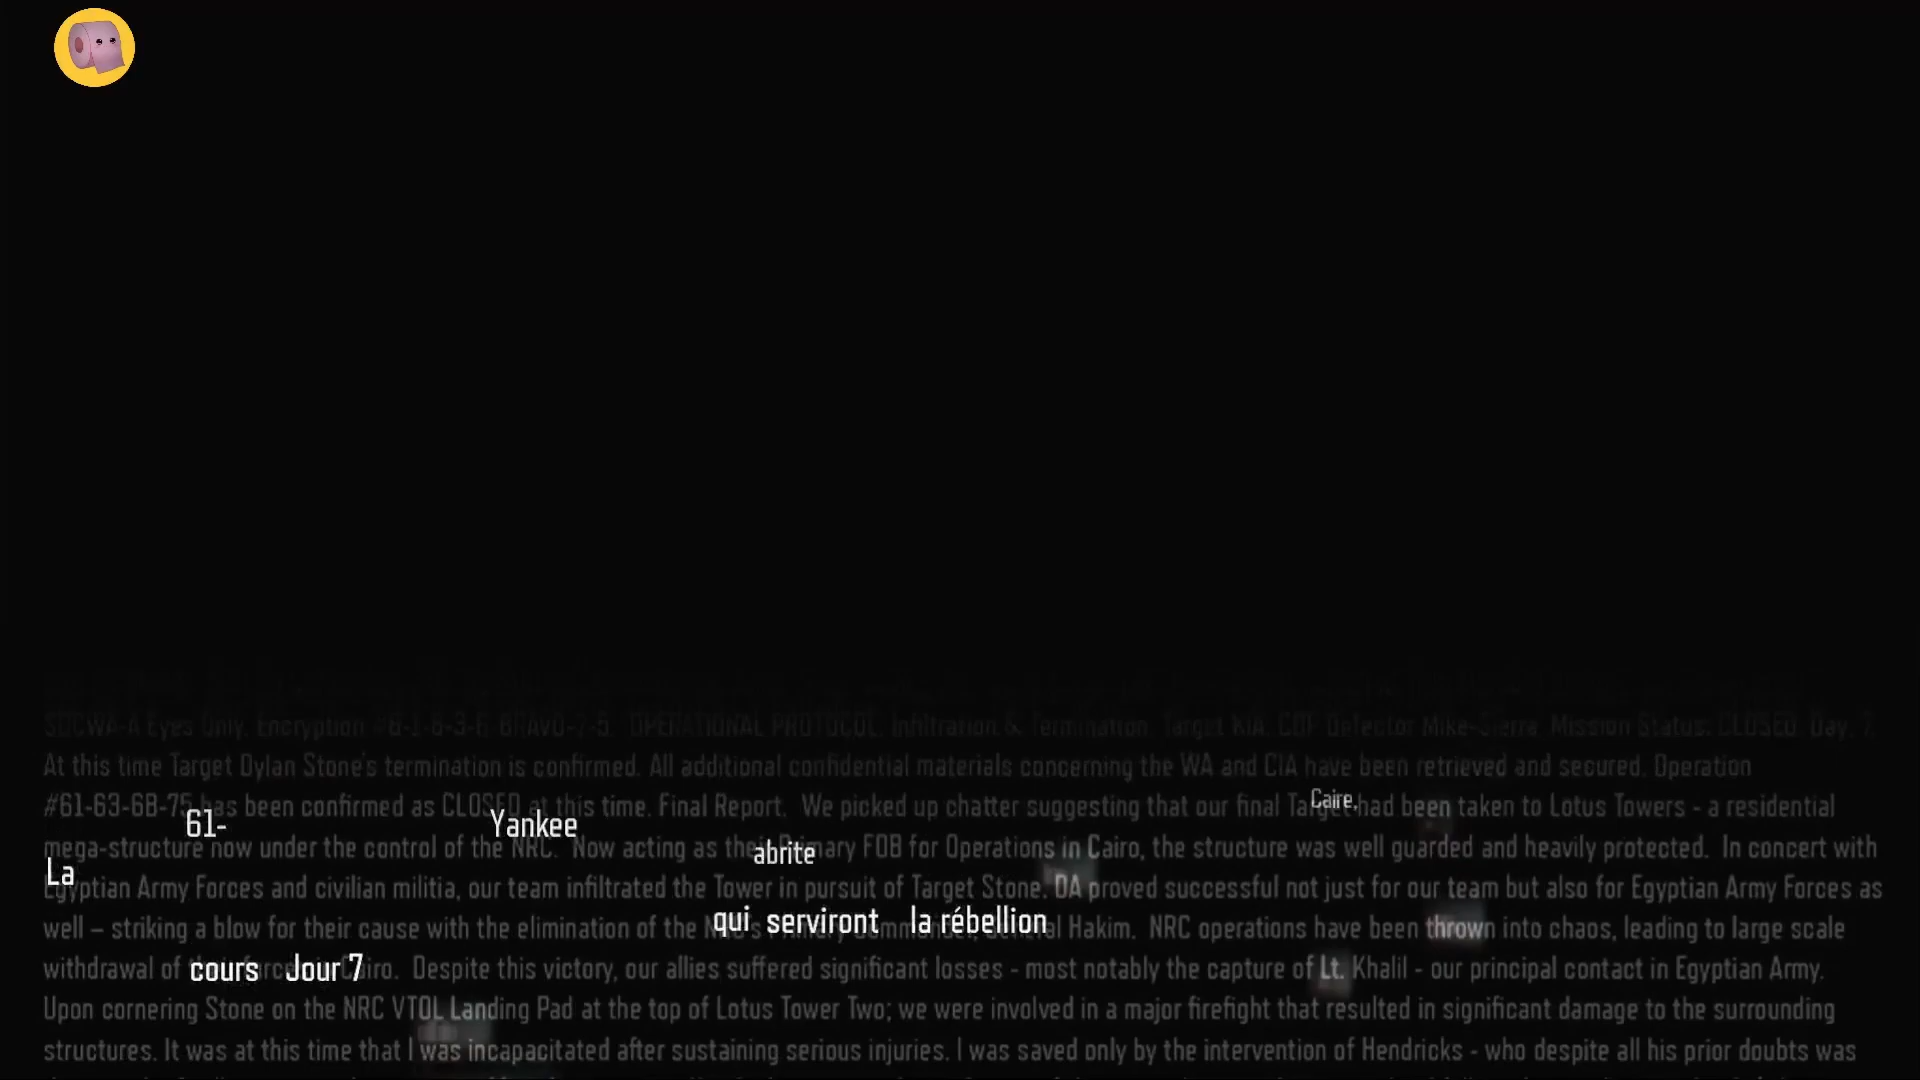 SOCWA-A Eyes Only. Encryption #8-1-8-3-6-BRAVO-7-5. OPERATIONAL PROTOCOL. Infiltration & Termination. Target KIA. Mike-Sierra. Mission Status: CLOSED. Day, 7.
At this time Target Dylan Stone's termination is confirmed. All additional confidential materials concerning the WA and CIA have been retrieved and secured. Operation
Caire,
#61-63-6B-75 has been confirmed as CLOSED at this time. Final Report. We picked up chatter suggesting that our final Target had been taken to Lotus Towers - a residential
61- Yankee
mega-structure now under the control of the NRC. Now acting as their Primary FOB for Operations in Cairo, the structure was well guarded and heavily protected. In concert with
abrite
La
Egyptian Army Forces and civilian militia, our team infiltrated the Tower in pursuit of Target Stone. OA proved successful not just for our team but also for Egyptian Army Forces as
qui serviront la rébellion
well – striking a blow for their cause with the elimination of the NRC's Primary Commander, General Hakim. NRC operations have been thrown into chaos, leading to large scale
cours Jour 7
withdrawal of their forces in Cairo. Despite this victory, our allies suffered significant losses - most notably the capture of Lt. Khalil - our principal contact in Egyptian Army.
Upon cornering Stone on the NRC VTOL Landing Pad at the top of Lotus Tower Two; we were involved in a major firefight that resulted in significant damage to the surrounding
structures. It was at this time that I was incapacitated after sustaining serious injuries. I was saved only by the intervention of Hendricks - who despite all his prior doubts was